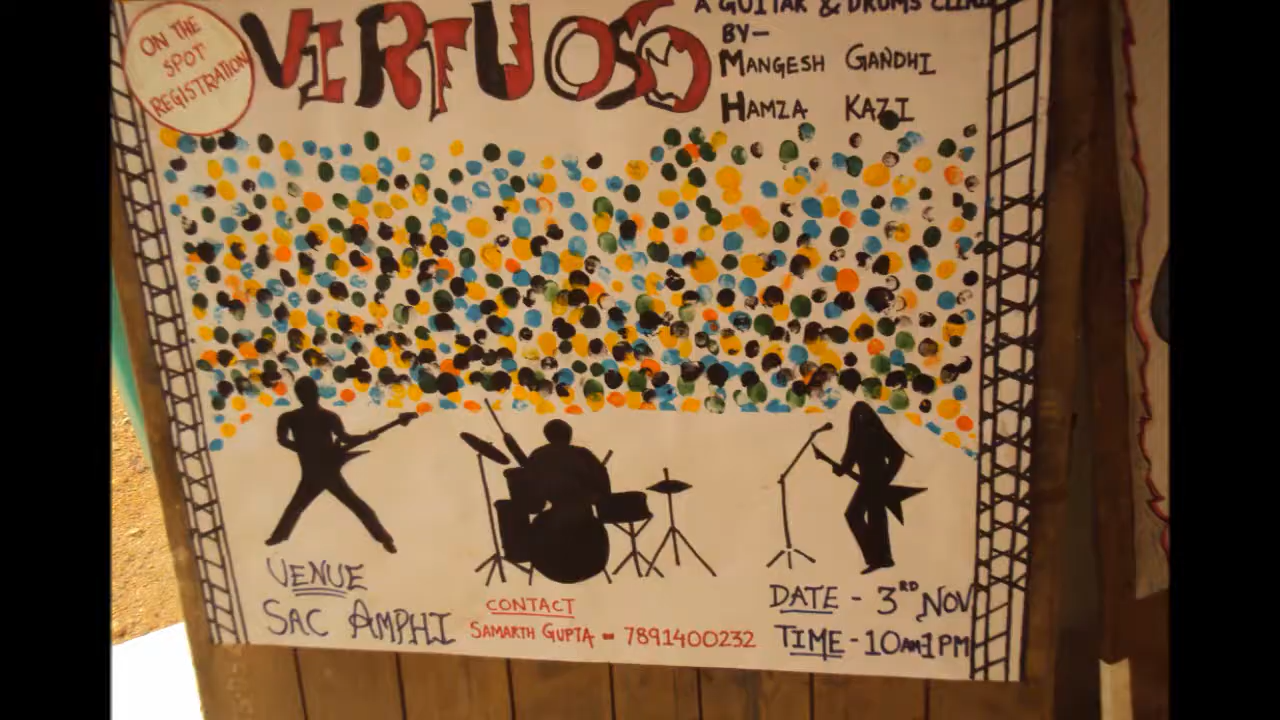 ON THE
SPOT
REGISTRATION
VIRTUOSO
A GUITAR & DRUMS CLINIC
BY-
MANGESH GANDHI
HAMZA KAZI
VENUE
SAC AMPHI
CONTACT
SAMARTH GUPTA - 7891400232
DATE - 3RD NOV
TIME - 10AM-1PM